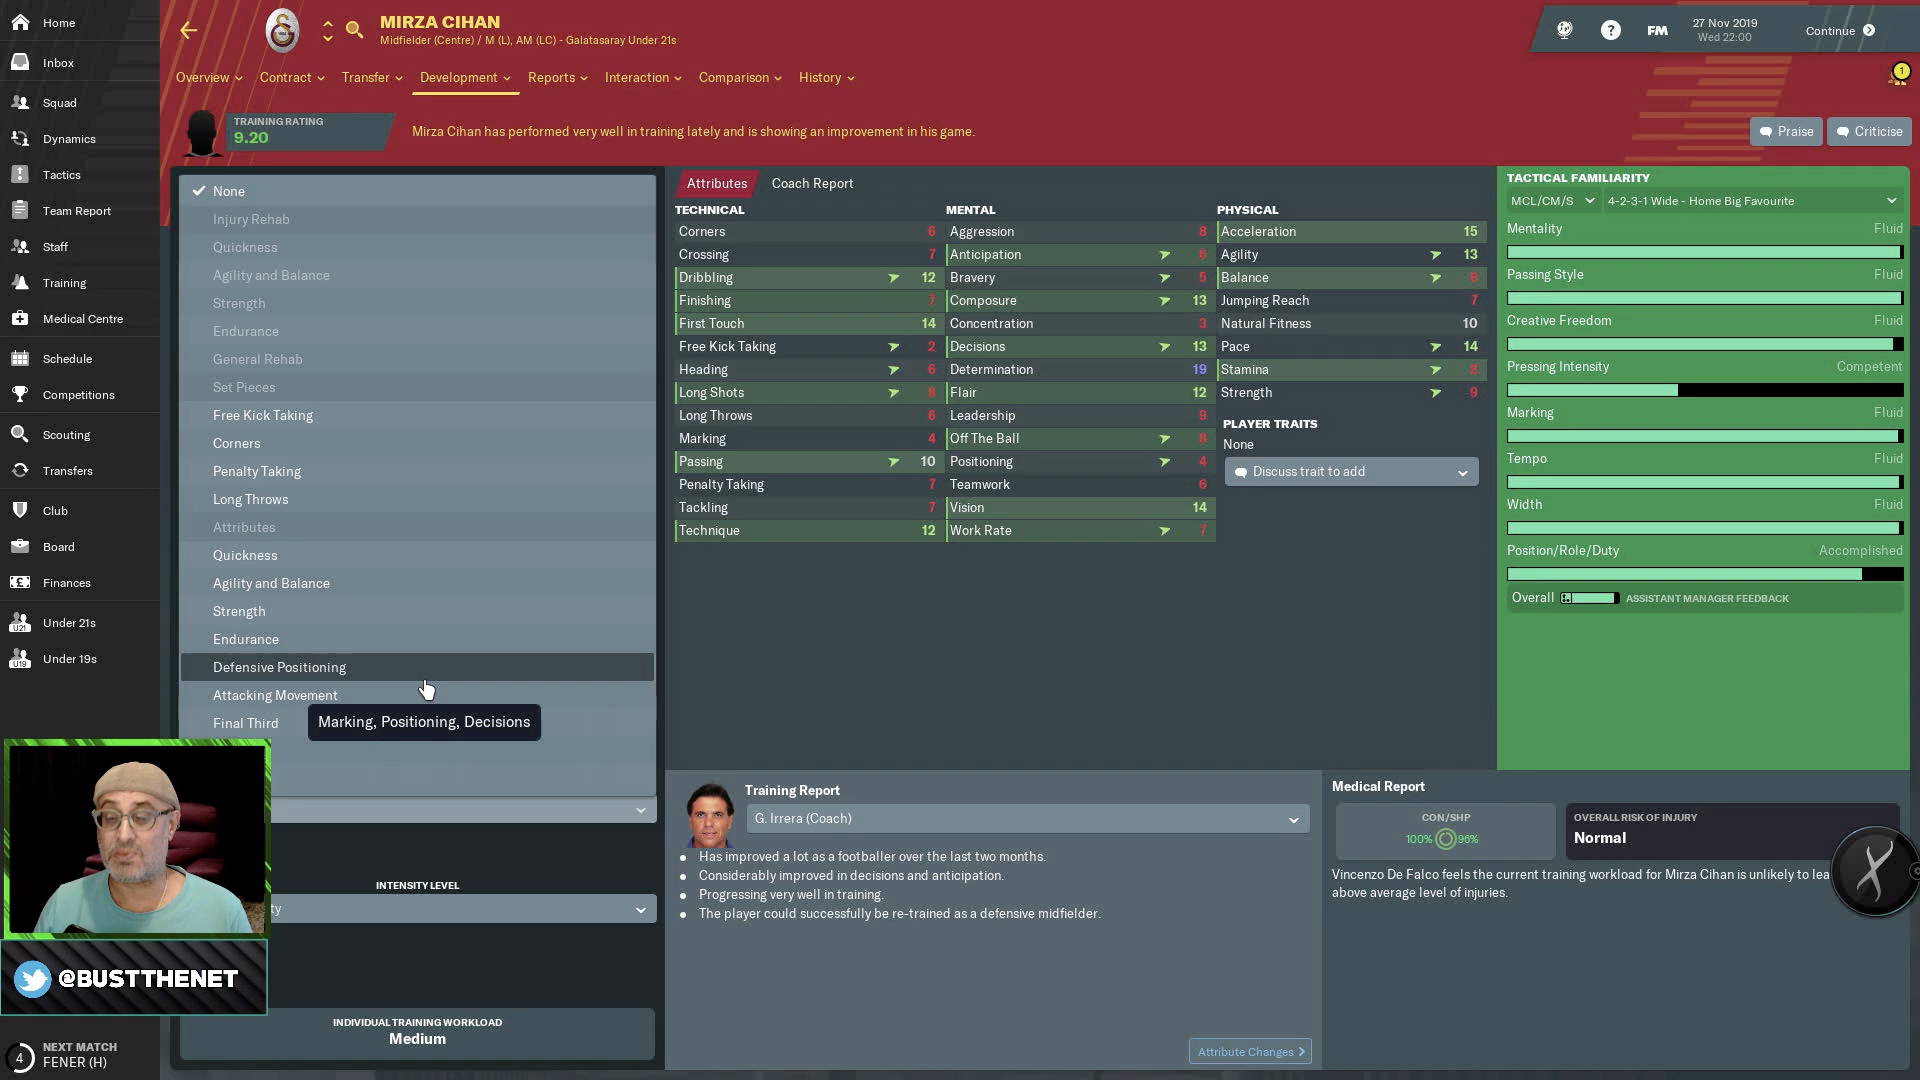 Home
Inbox
Squad
Dynamics
Tactics
Team Report
Staff
Training
Medical Centre
Schedule
Competitions
Scouting
Transfers
Club
Board
Finances
U21
Under 21s
U19
Under 19s
MIRZA CIHAN
Midfielder (Centre) / M (L), AM (LC) - Galatasaray Under 21s
FM
27 Nov 2019
Wed 22:00
Continue
Overview
Contract
Transfer
Development
Reports
Interaction
Comparison
History
1
TRAINING RATING
9.20
Mirza Cihan has performed very well in training lately and is showing an improvement in his game.
Praise
Criticise
None
Injury Rehab
Quickness
Agility and Balance
Strength
Endurance
General Rehab
Set Pieces
Free Kick Taking
Corners
Penalty Taking
Long Throws
Attributes
Quickness
Agility and Balance
Strength
Endurance
Defensive Positioning
Attacking Movement
Final Third
Marking, Positioning, Decisions
INTENSITY LEVEL
ty
INDIVIDUAL TRAINING WORKLOAD
Medium
@BUSTTHENET
4
NEXT MATCH
FENER (H)
Attributes
Coach Report
TECHNICAL
Corners 6
Crossing 7
Dribbling 12
Finishing 7
First Touch 14
Free Kick Taking 2
Heading 6
Long Shots 8
Long Throws 6
Marking 4
Passing 10
Penalty Taking 7
Tackling 7
Technique 12
MENTAL
Aggression 8
Anticipation
Bravery 5
Composure 13
Concentration 3
Decisions 13
Determination 19
Flair 12
Leadership 9
Off The Ball 8
Positioning 4
Teamwork 6
Vision 14
Work Rate 7
PHYSICAL
Acceleration 15
Agility 13
Balance
Jumping Reach 7
Natural Fitness 10
Pace 14
Stamina 8
Strength 9
PLAYER TRAITS
None
Discuss trait to add
TACTICAL FAMILIARITY
MCL/CM/S
4-2-3-1 Wide - Home Big Favourite
Mentality Fluid
Passing Style Fluid
Creative Freedom Fluid
Pressing Intensity Competent
Marking Fluid
Tempo Fluid
Width Fluid
Position/Role/Duty Accomplished
Overall
ASSISTANT MANAGER FEEDBACK
Training Report
G. Irrera (Coach)
Has improved a lot as a footballer over the last two months.
Considerably improved in decisions and anticipation.
Progressing very well in training.
The player could successfully be re-trained as a defensive midfielder.
Attribute Changes
Medical Report
CON/SHP
100% 96%
OVERALL RISK OF INJURY
Normal
Vincenzo De Falco feels the current training workload for Mirza Cihan is unlikely to lea
above average level of injuries.